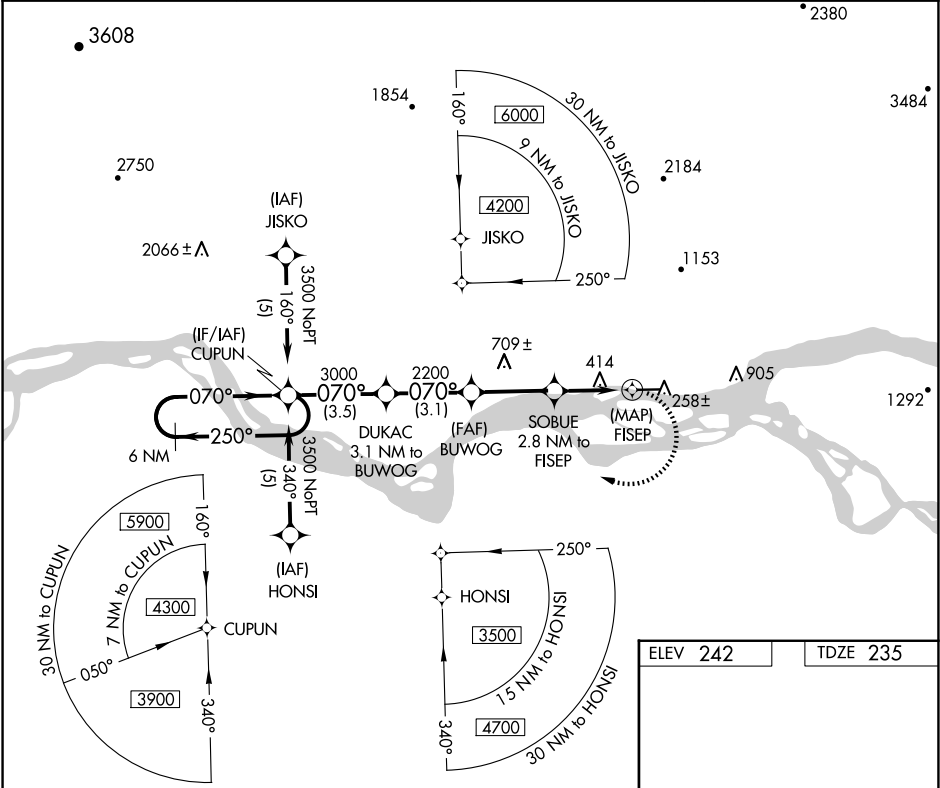 2380
3608
3484
1854
160°
6000
30 NM to JISKO
9 NM to JISKO
2750
2184
(IAF)
JISKO
4200
JISKO
2066±
1153
250°
3500 NoPT
160°
(5)
(IF/IAF)
CUPUN
709±
414
905
3000
2200
070°
070°
070°
258±
1292
(3.5)
(3.1)
250°
6 NM
DUKAC
3.1 NM to
BUWOG
(FAF)
BUWOG
SOBUE
2.8 NM to
FISEP
(MAP)
FISEP
3500 NoPT
340°
(5)
(IAF)
HONSI
5900
160°
30 NM to CUPUN
7 NM to CUPUN
4300
CUPUN
050°
3900
340°
250°
HONSI
3500
15 NM to HONSI
4700
30 NM to HONSI
340°
ELEV 242
TDZE 235